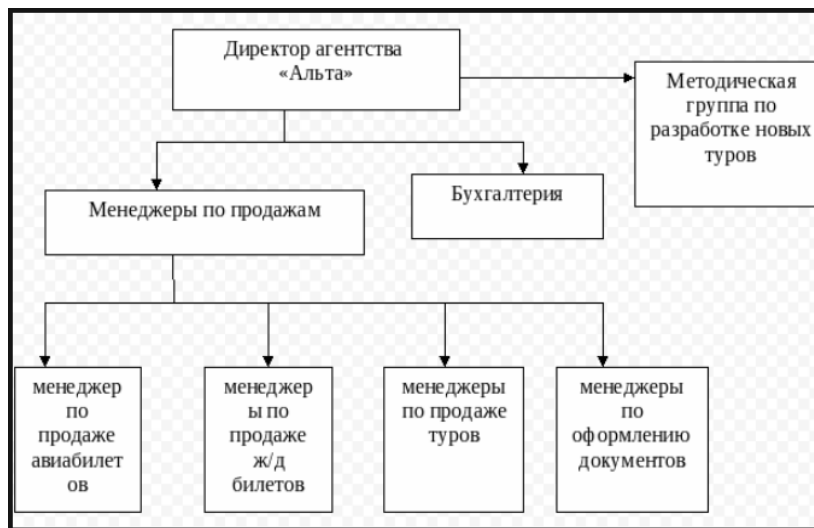 Директор агентства
«Альта»
Методическая
группа по
разработке новых
туров
Менеджеры по продажам
Бухгалтерия
менеджер
по
продаже
авиабилет
ов
менеджер
ы по
продаже
ж/д
билетов
менеджеры
по продаже
туров
менеджеры
по
оформлению
документов